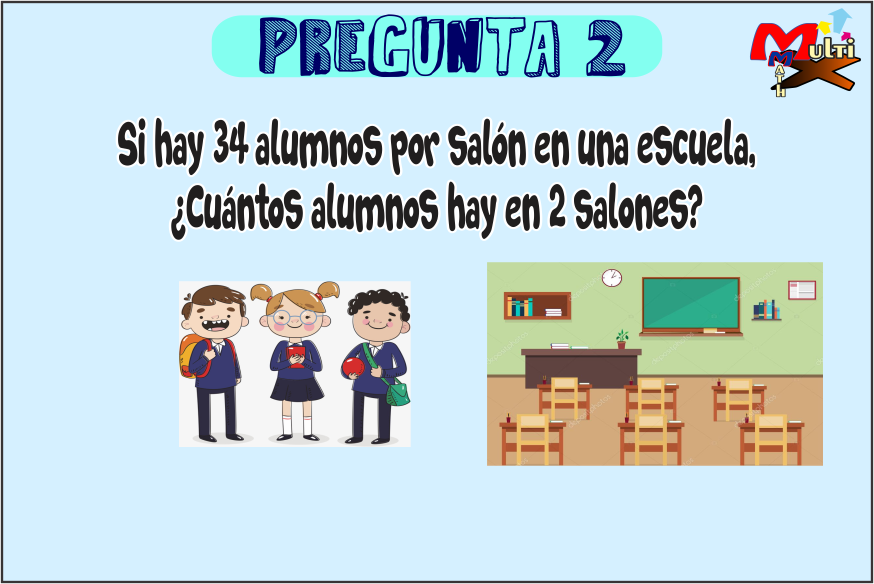 PREGUNTA 2
MULTI
MATH
Si hay 34 alumnos por salón en una escuela,
¿Cuántos alumnos hay en 2 salones?